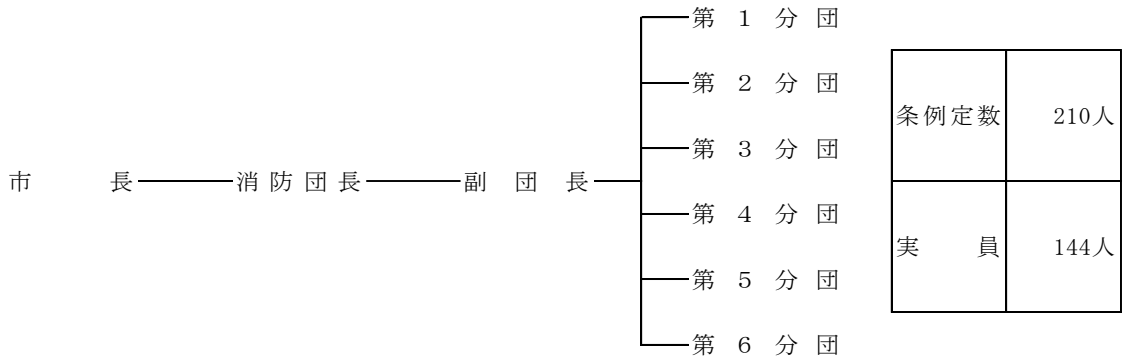 第１分団
第２分団
第３分団
市長 消防団長 副団長
第４分団
第５分団
第６分団
条例定数 210人
実員 144人